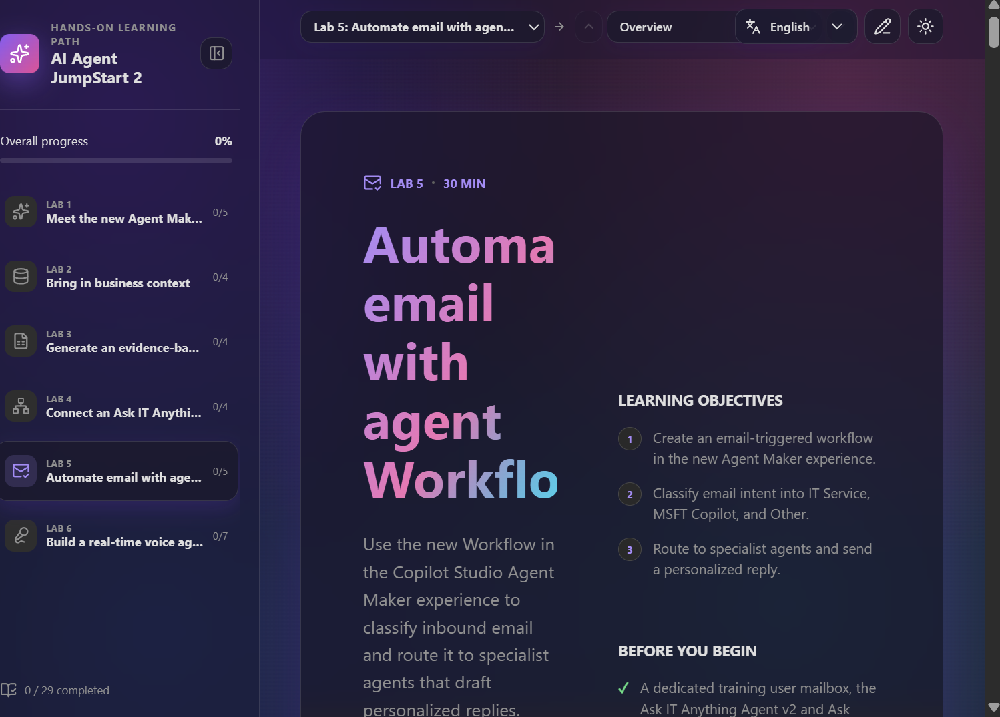 HANDS-ON LEARNING
PATH
AI Agent
JumpStart 2
Overall progress
0%
LAB 1
Meet the new Agent Mak...
0/5
LAB 2
Bring in business context
0/4
LAB 3
Generate an evidence-ba...
0/4
LAB 4
Connect an Ask IT Anythi...
0/4
LAB 5
Automate email with age...
0/5
LAB 6
Build a real-time voice ag...
0/7
0 / 29 completed
Lab 5: Automate email with agen...
Overview
English
LAB 5 • 30 MIN
Automa
email
with
agent
Workflo
Use the new Workflow in
the Copilot Studio Agent
Maker experience to
classify inbound email
and route it to specialist
agents that draft
personalized replies.
LEARNING OBJECTIVES
1 Create an email-triggered workflow
in the new Agent Maker experience.
2 Classify email intent into IT Service,
MSFT Copilot, and Other.
3 Route to specialist agents and send
a personalized reply.
BEFORE YOU BEGIN
✓ A dedicated training user mailbox, the
Ask IT Anything Agent v2 and Ask